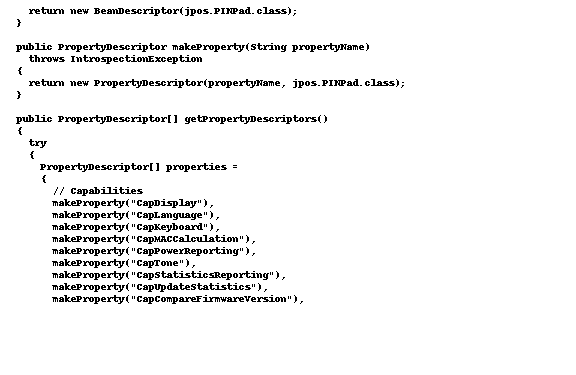 return new BeanDescriptor(jpos.PINPad.class);
}
public PropertyDescriptor makeProperty(String propertyName)
throws IntrospectionException
{
return new PropertyDescriptor(propertyName, jpos.PINPad.class);
}
public PropertyDescriptor[] getPropertyDescriptors()
{
try
{
PropertyDescriptor[] properties =
{
// Capabilities
makeProperty("CapDisplay"),
makeProperty("CapLanguage"),
makeProperty("CapKeyboard"),
makeProperty("CapMACCalculation"),
makeProperty("CapPowerReporting"),
makeProperty("CapTone"),
makeProperty("CapStatisticsReporting"),
makeProperty("CapUpdateStatistics"),
makeProperty("CapCompareFirmwareVersion"),